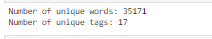 Number of unique words: 35171
Number of unique tags: 17